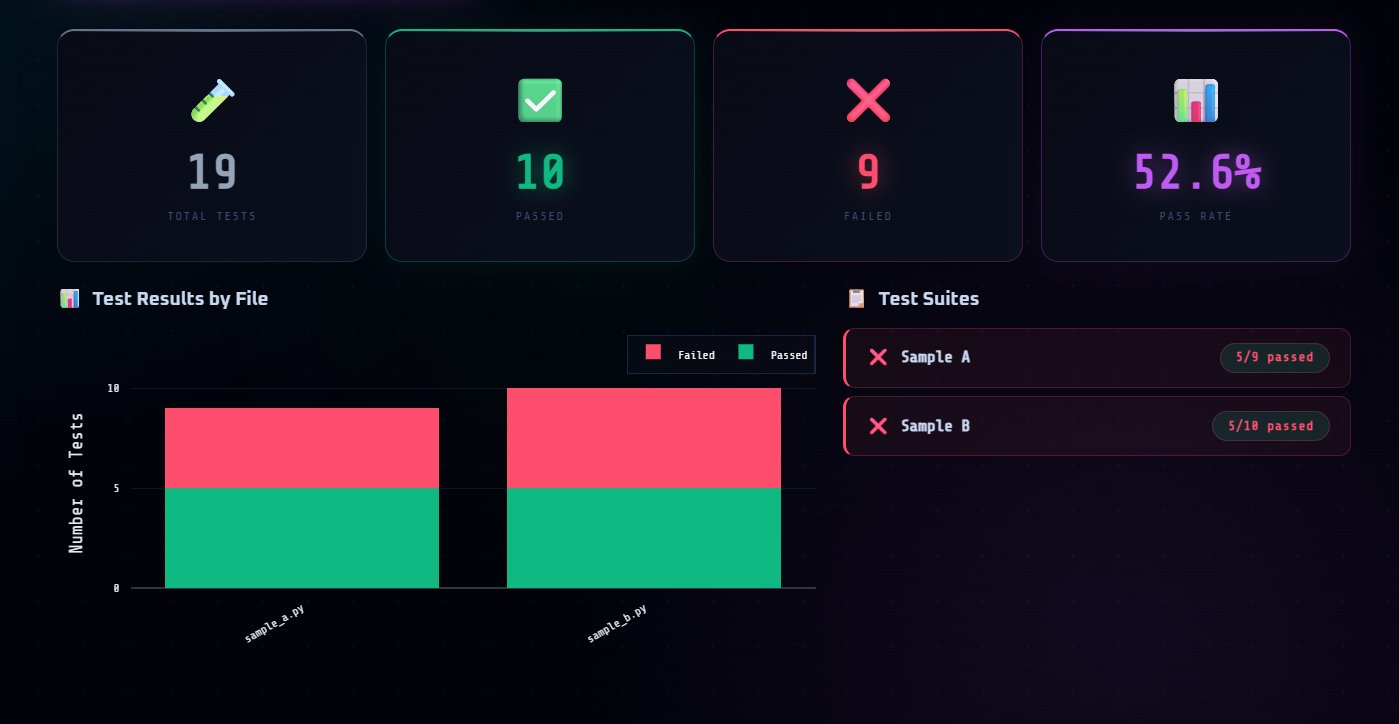 19
TOTAL TESTS
10
PASSED
9
FAILED
52.6%
PASS RATE
Test Results by File
Failed
Passed
Number of Tests
10
5
0
sample_a.py
sample_b.py
Test Suites
Sample A
5/9 passed
Sample B
5/10 passed